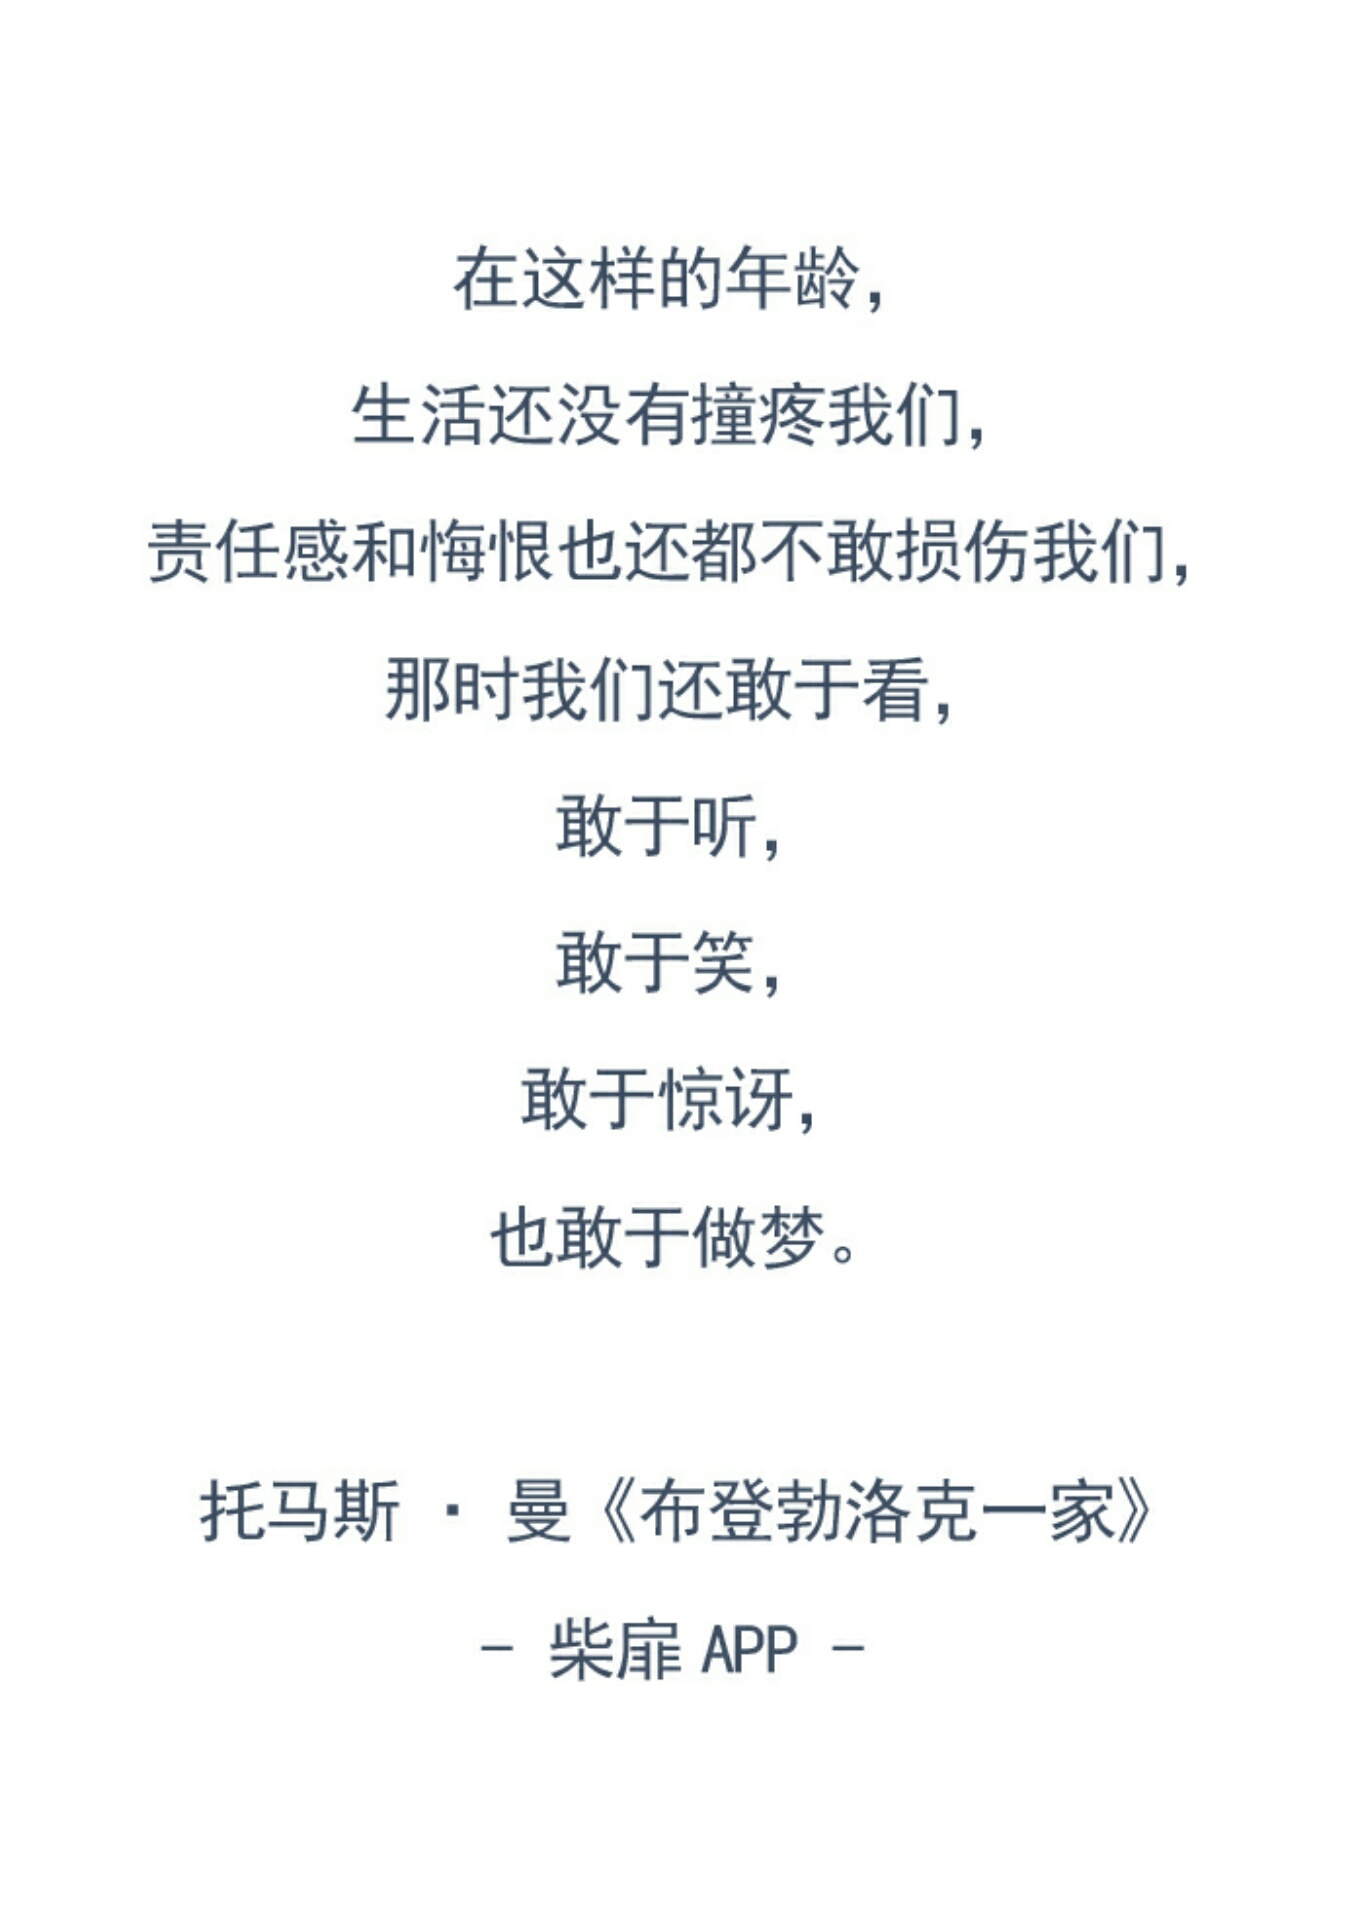 在这样的年龄，
生活还没有撞疼我们，
责任感和悔恨也还都不敢损伤我们，
那时我们还敢于看，
敢于听，
敢于笑，
敢于惊讶，
也敢于做梦。
托马斯 · 曼《布登勃洛克一家》
- 柴扉 APP -